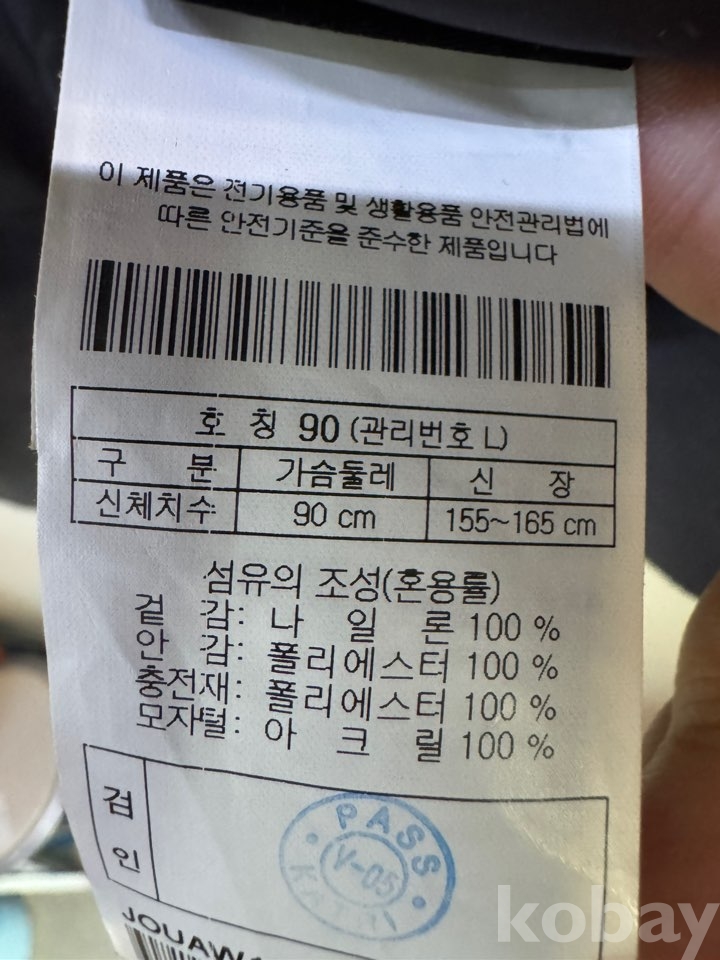 이 제품은 전기용품 및 생활용품 안전관리법에
따른 안전기준을 준수한 제품입니다
호 칭 90 (관리번호 L)
구 분 가슴둘레 신 장
신체치수 90 cm 155~165 cm
섬유의 조성(혼용률)
겉 감: 나 일 론 100 %
안 감: 폴리에스터 100 %
충전재: 폴리에스터 100 %
모자털: 아 크 릴 100 %
검
인
PASS
V-05
KATRI
kobay